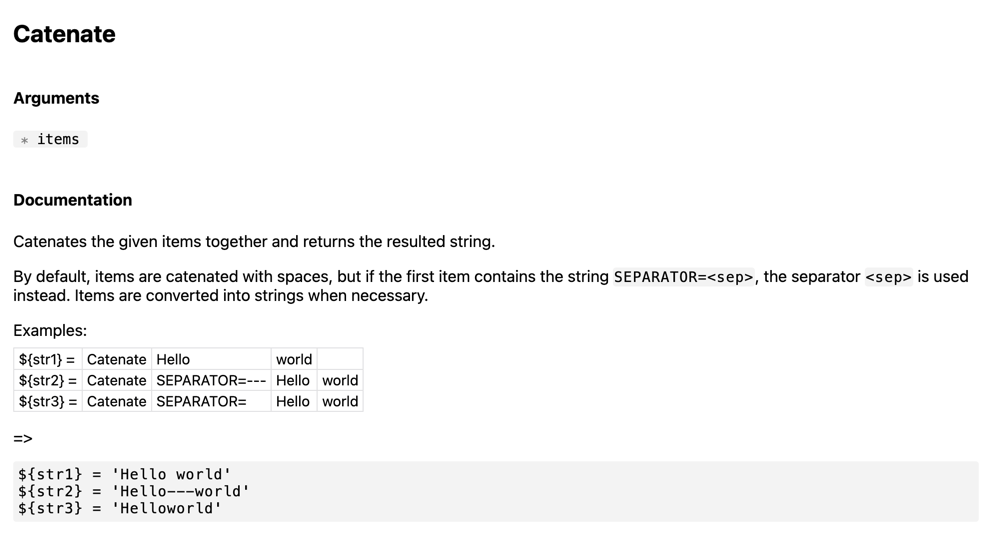 Catenate
Arguments
* items
Documentation
Catenates the given items together and returns the resulted string.
By default, items are catenated with spaces, but if the first item contains the string SEPARATOR=<sep>, the separator <sep> is used
instead. Items are converted into strings when necessary.
Examples:
${str1} = Catenate Hello world
${str2} = Catenate SEPARATOR=--- Hello world
${str3} = Catenate SEPARATOR= Hello world
=>
${str1} = 'Hello world'
${str2} = 'Hello---world'
${str3} = 'Helloworld'